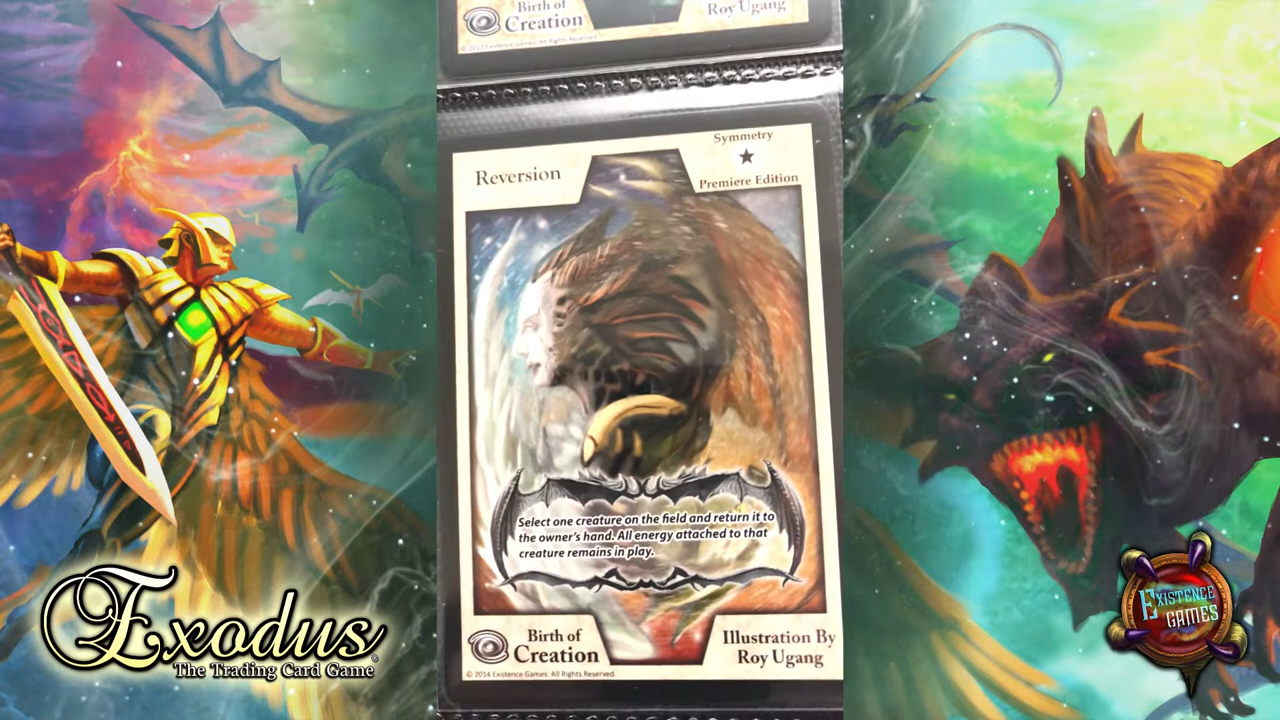 Birth of
Creation
Roy Ugang
© 2017 Existence Games. All Rights Reserved.
Reversion
Symmetry
Premiere Edition
Select one creature on the field and return it to
the owner's hand. All energy attached to that
creature remains in play.
Birth of
Creation
Illustration By
Roy Ugang
© 2014 Existence Games. All Rights Reserved.
Exodus
The Trading Card Game
Existence
Games